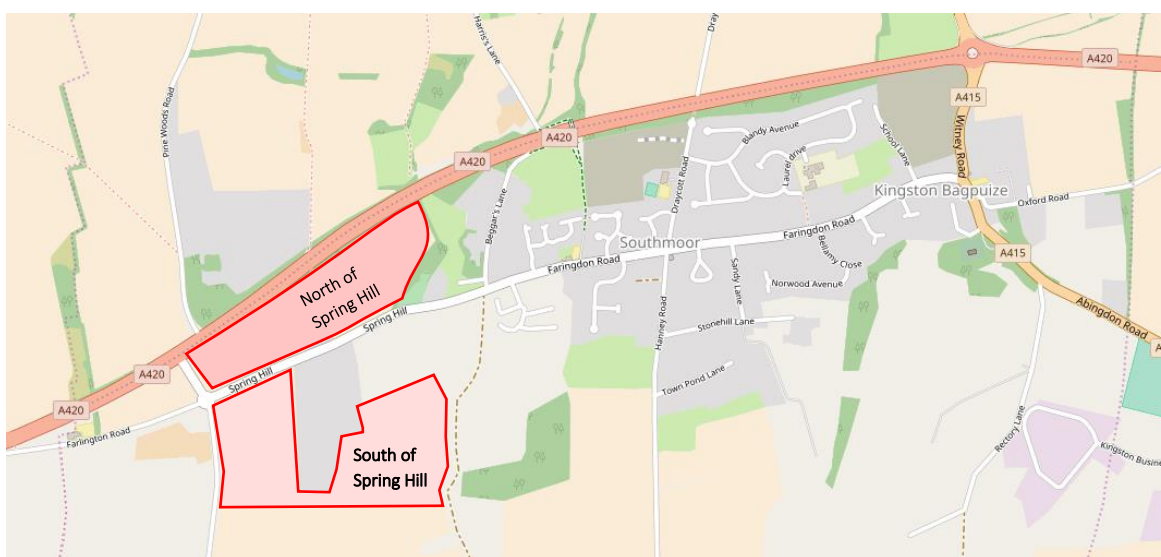 Harris's Lane
Dray
A420
A420
A415
Pine Woods Road
Witney Road
A420
Blandy Avenue
School Lane
A420
Laurel drive
A420
Draycott Road
Kingston Bagpuize
Oxford Road
Beggar's Lane
Faringdon Road
Southmoor
Bellamy Close
A415
Faringdon Road
Sandy Lane
Norwood Avenue
North of
Spring Hill
Abingdon Road
Spring Hill
Hanney Road
Stonehill Lane
A
A420
Spring Hill
Town Pond Lane
A420
Farlington Road
Rectory Lane
South of
Spring Hill
Kingston Busine